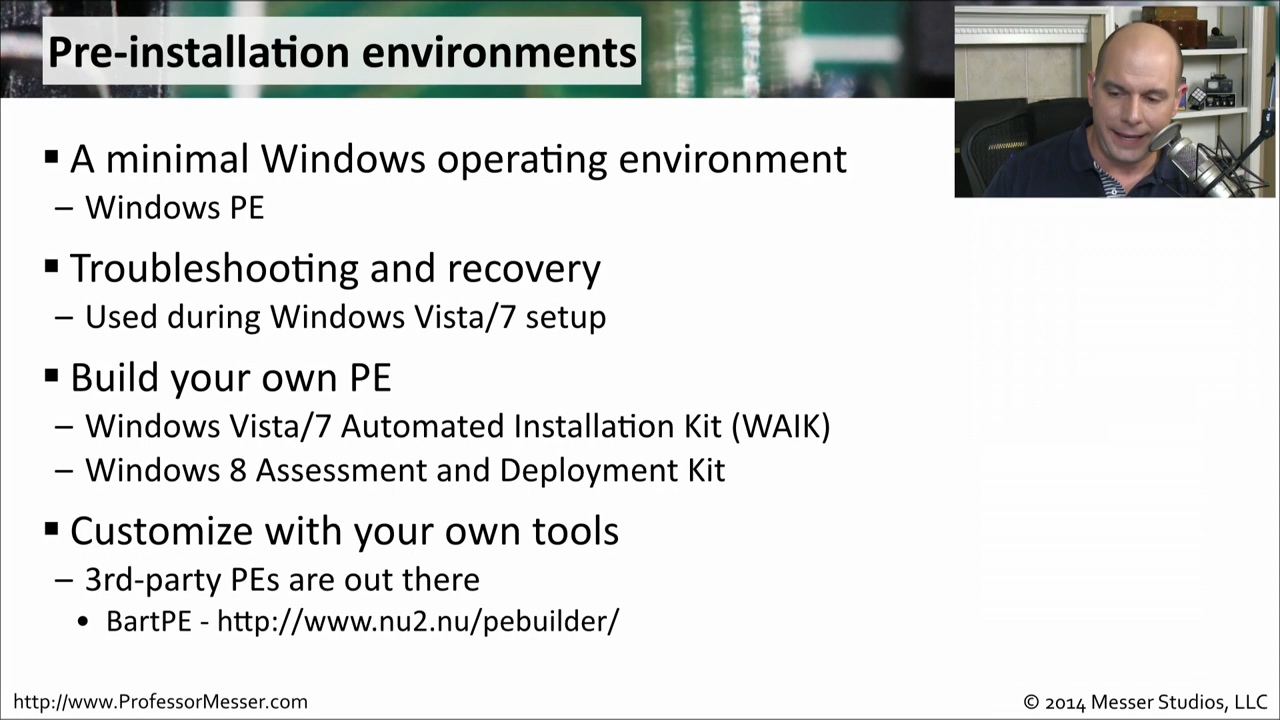 Pre-installation environments
▪ A minimal Windows operating environment
– Windows PE
▪ Troubleshooting and recovery
– Used during Windows Vista/7 setup
▪ Build your own PE
– Windows Vista/7 Automated Installation Kit (WAIK)
– Windows 8 Assessment and Deployment Kit
▪ Customize with your own tools
– 3rd-party PEs are out there
• BartPE - http://www.nu2.nu/pebuilder/
http://www.ProfessorMesser.com
© 2014 Messer Studios, LLC